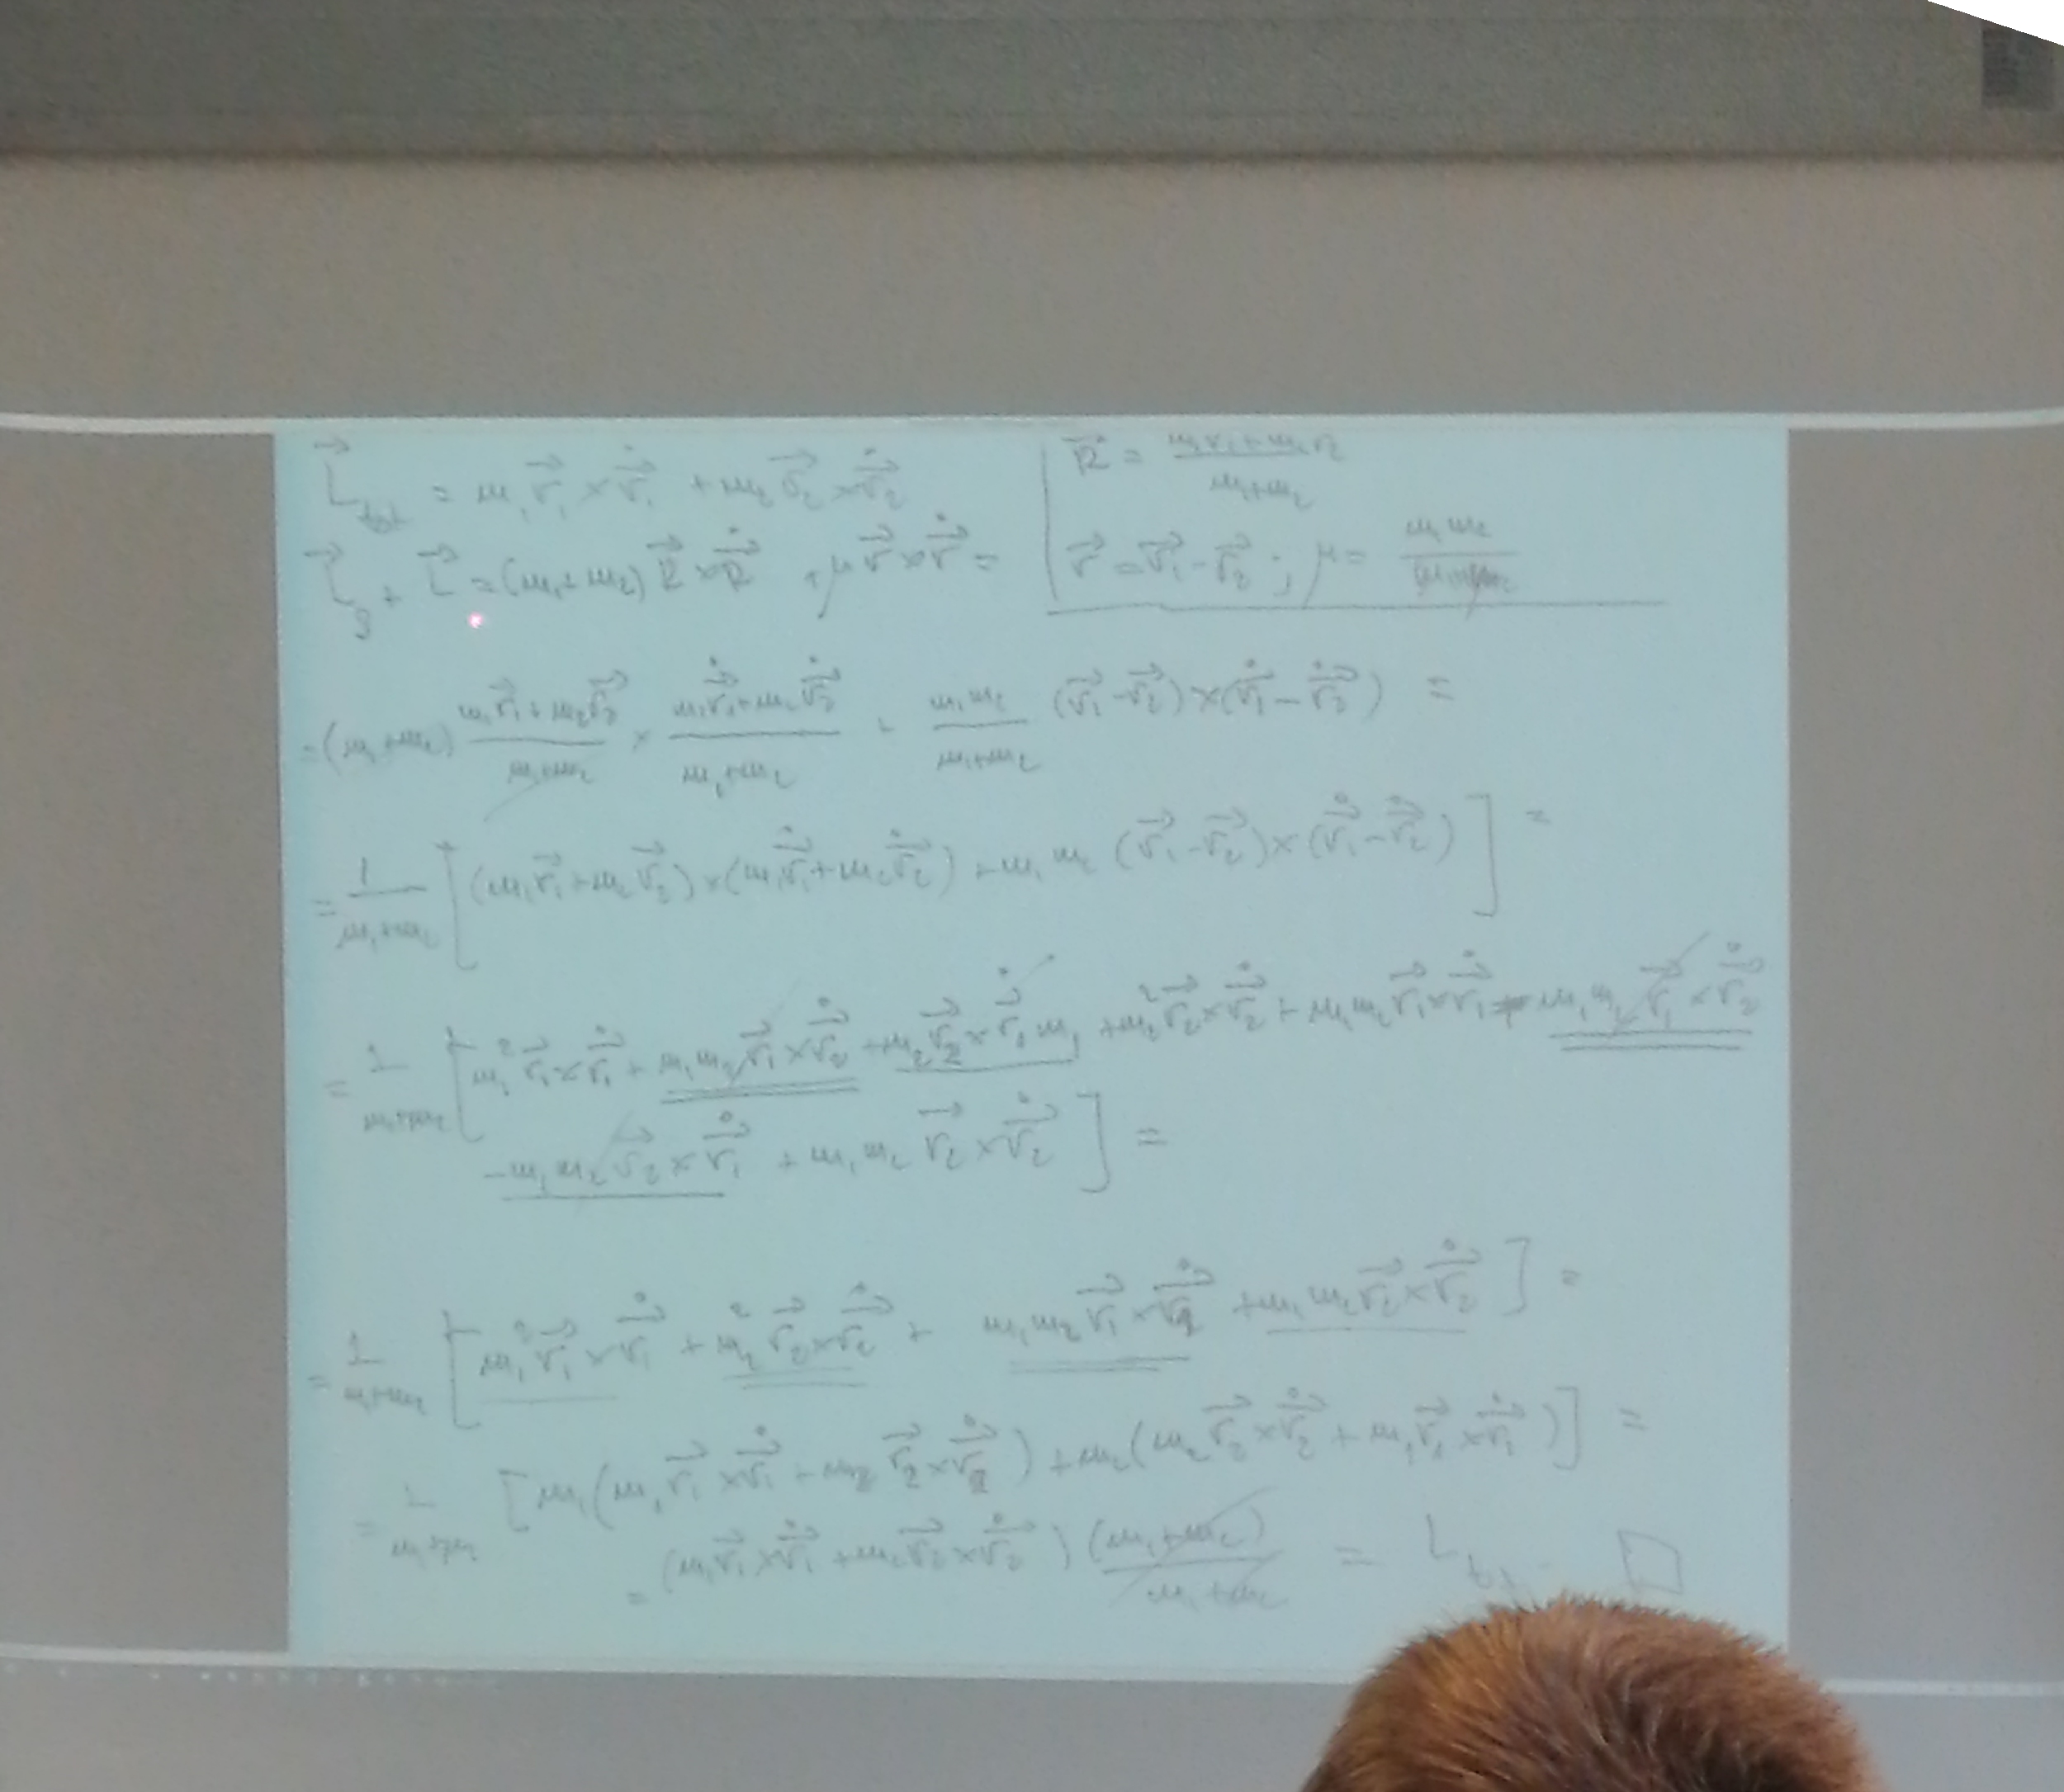 $\vec{L}_{tot} = m_1 \vec{r}_1 \times \dot{\vec{r}}_1 + m_2 \vec{r}_2 \times \dot{\vec{r}}_2$
$\vec{R} = \frac{m_1 r_1 + m_2 r_2}{m_1 + m_2}$
$\vec{L}_g + \vec{L} = (m_1 + m_2) \vec{R} \times \dot{\vec{R}} + \mu \vec{r} \times \dot{\vec{r}} =$
$\vec{r} = \vec{r}_1 - \vec{r}_2 ; \mu = \frac{m_1 m_2}{m_1 + m_2}$
$= (m_1 + m_2) \frac{m_1 \vec{r}_1 + m_2 \vec{r}_2}{m_1 + m_2} \times \frac{m_1 \dot{\vec{r}}_1 + m_2 \dot{\vec{r}}_2}{m_1 + m_2} + \frac{m_1 m_2}{m_1 + m_2} (\vec{r}_1 - \vec{r}_2) \times (\dot{\vec{r}}_1 - \dot{\vec{r}}_2) =$
$= \frac{1}{m_1 + m_2} [ (m_1 \vec{r}_1 + m_2 \vec{r}_2) \times (m_1 \dot{\vec{r}}_1 + m_2 \dot{\vec{r}}_2) + m_1 m_2 (\vec{r}_1 - \vec{r}_2) \times (\dot{\vec{r}}_1 - \dot{\vec{r}}_2) ] =$
$= \frac{1}{m_1 + m_2} [ m_1^2 \vec{r}_1 \times \dot{\vec{r}}_1 + m_1 m_2 \vec{r}_1 \times \dot{\vec{r}}_2 + m_2 \vec{r}_2 \times \dot{\vec{r}}_1 m_1 + m_2^2 \vec{r}_2 \times \dot{\vec{r}}_2 + m_1 m_2 \vec{r}_1 \times \dot{\vec{r}}_1 - m_1 m_2 \vec{r}_1 \times \dot{\vec{r}}_2$
$- m_1 m_2 \vec{r}_2 \times \dot{\vec{r}}_1 + m_1 m_2 \vec{r}_2 \times \dot{\vec{r}}_2 ] =$
$= \frac{1}{m_1 + m_2} [ m_1^2 \vec{r}_1 \times \dot{\vec{r}}_1 + m_2^2 \vec{r}_2 \times \dot{\vec{r}}_2 + m_1 m_2 \vec{r}_1 \times \dot{\vec{r}}_1 + m_1 m_2 \vec{r}_2 \times \dot{\vec{r}}_2 ] =$
$= \frac{1}{m_1 + m_2} [ m_1 (m_1 \vec{r}_1 \times \dot{\vec{r}}_1 + m_2 \vec{r}_2 \times \dot{\vec{r}}_2) + m_2 (m_2 \vec{r}_2 \times \dot{\vec{r}}_2 + m_1 \vec{r}_1 \times \dot{\vec{r}}_1) ] =$
$= (m_1 \vec{r}_1 \times \dot{\vec{r}}_1 + m_2 \vec{r}_2 \times \dot{\vec{r}}_2) \frac{(m_1 + m_2)}{m_1 + m_2} = L_{tot} \quad \square$